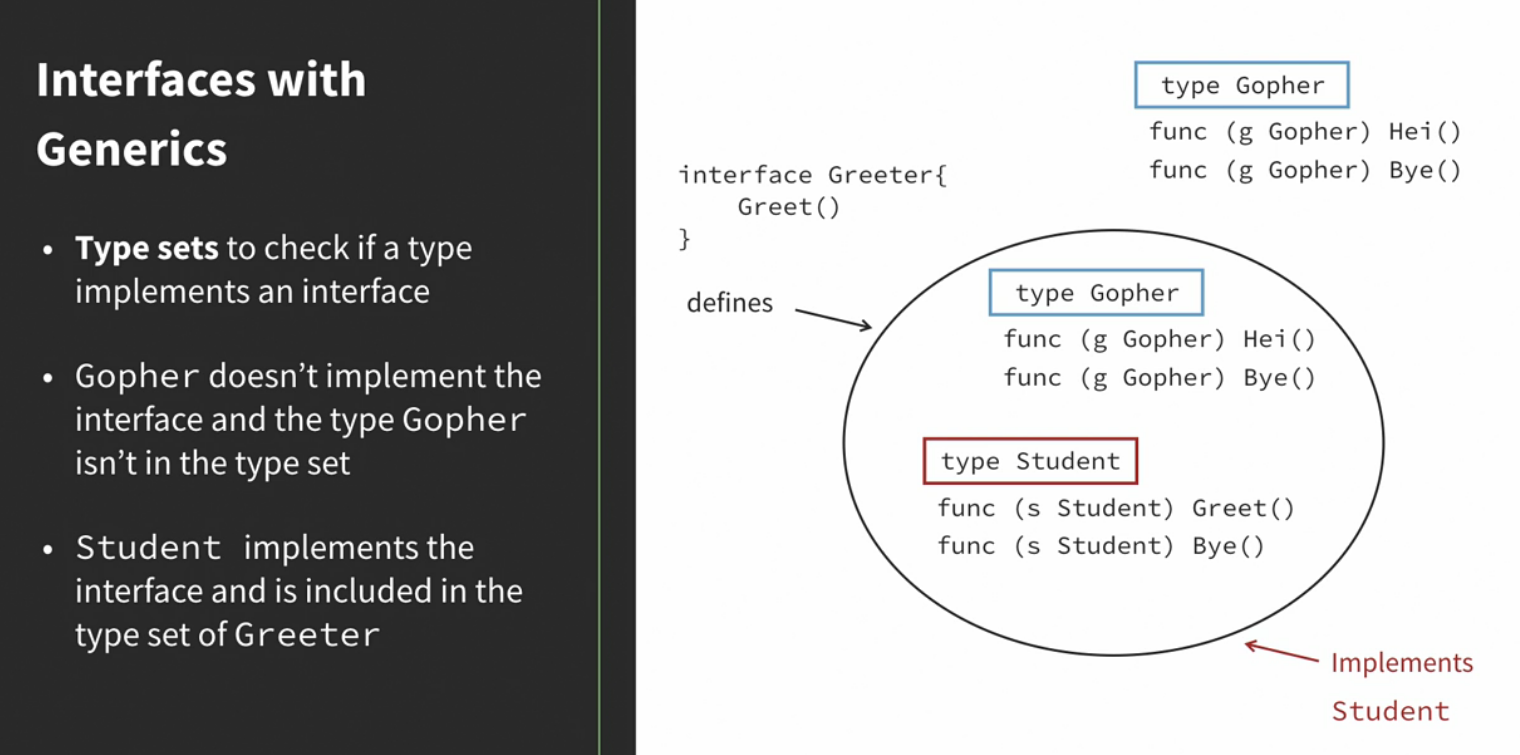 Interfaces with
Generics
• Type sets to check if a type
implements an interface
• Gopher doesn’t implement the
interface and the type Gopher
isn’t in the type set
• Student implements the
interface and is included in the
type set of Greeter
type Gopher
func (g Gopher) Hei()
func (g Gopher) Bye()
interface Greeter{
    Greet()
}
defines
type Gopher
func (g Gopher) Hei()
func (g Gopher) Bye()
type Student
func (s Student) Greet()
func (s Student) Bye()
Implements
Student